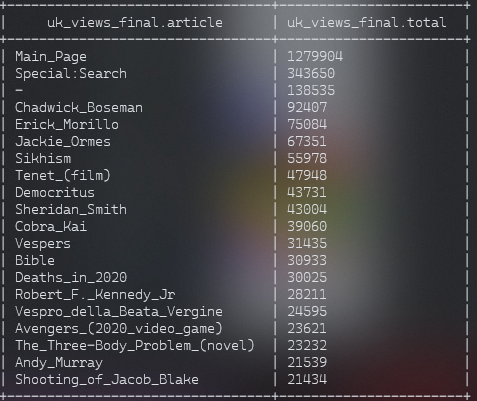 uk_views_final.article | uk_views_final.total
Main_Page | 1279904
Special:Search | 343650
- | 138535
Chadwick_Boseman | 92407
Erick_Morillo | 75084
Jackie_Ormes | 67351
Sikhism | 55978
Tenet_(film) | 47948
Democritus | 43731
Sheridan_Smith | 43004
Cobra_Kai | 39060
Vespers | 31435
Bible | 30933
Deaths_in_2020 | 30025
Robert_F._Kennedy_Jr | 28211
Vespro_della_Beata_Vergine | 24595
Avengers_(2020_video_game) | 23621
The_Three-Body_Problem_(novel) | 23232
Andy_Murray | 21539
Shooting_of_Jacob_Blake | 21434